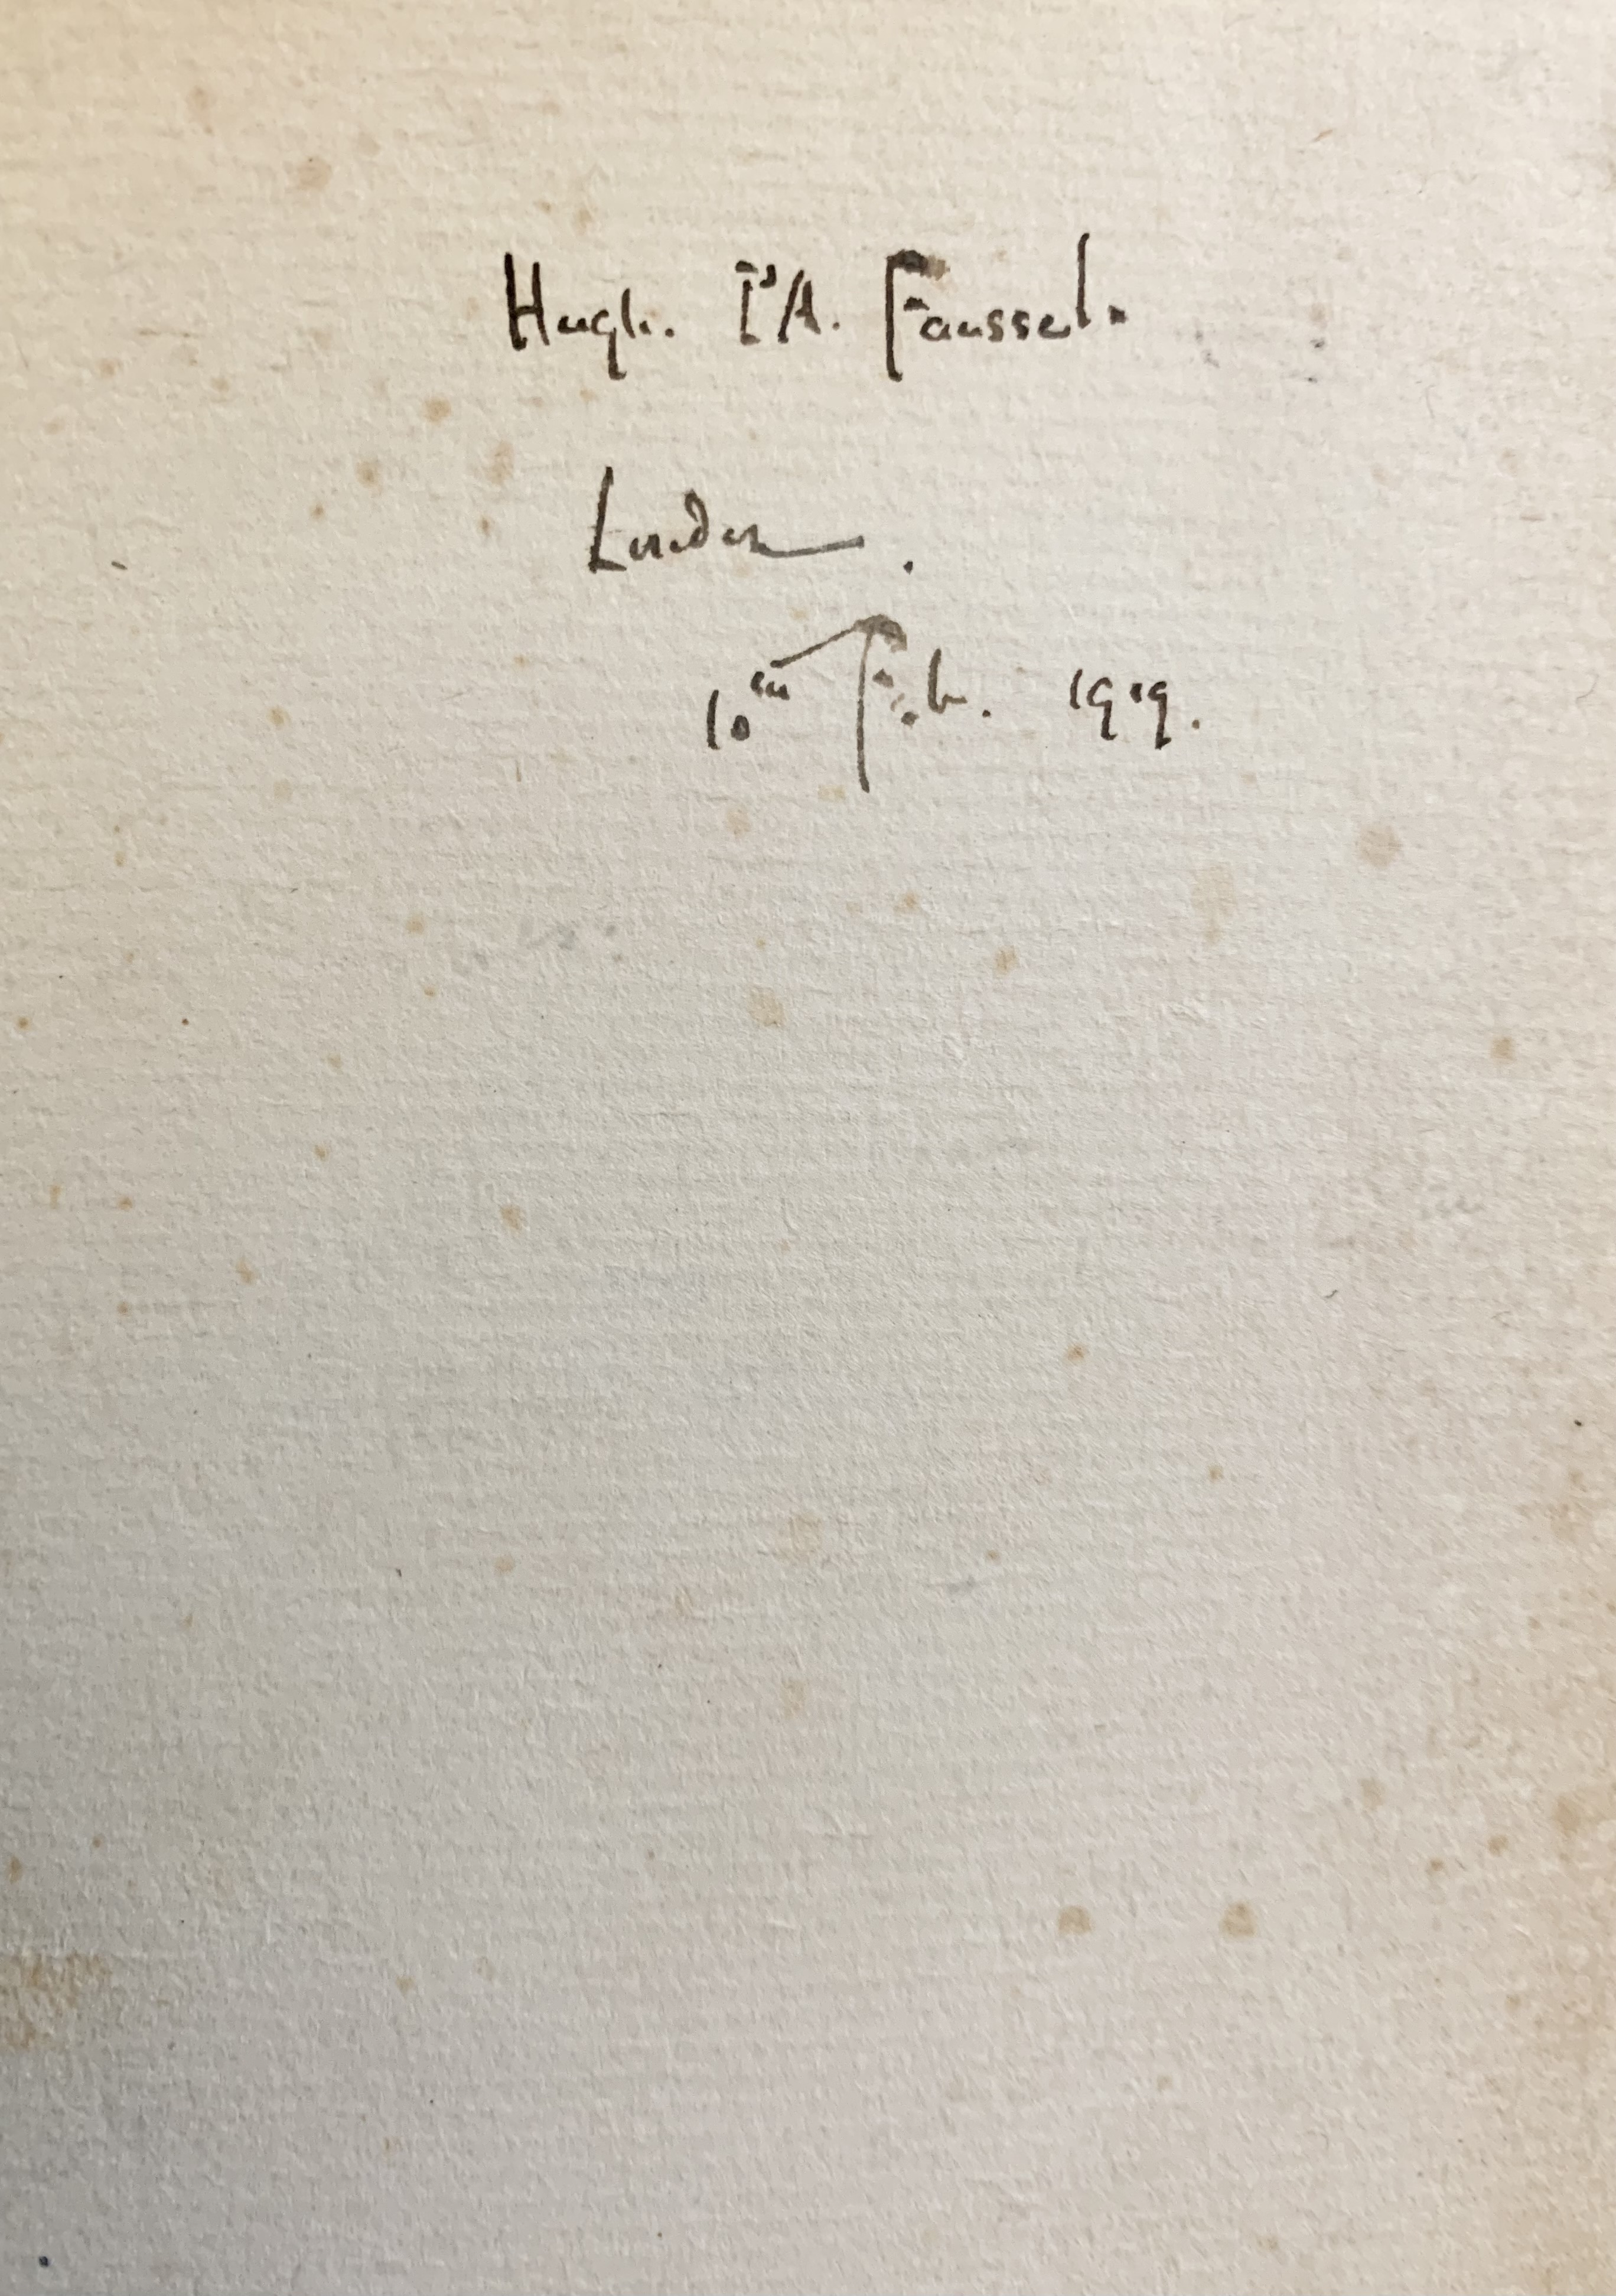 Hugh. I'A. Fausset.
London.
10th Feb. 1919.